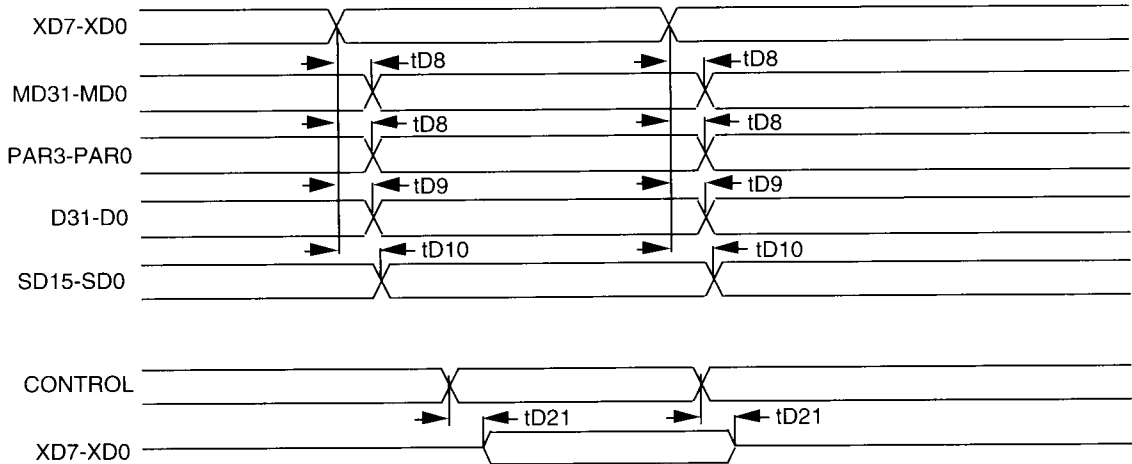 XD7-XD0
tD8 tD8
MD31-MD0
tD8 tD8
PAR3-PAR0
tD9 tD9
D31-D0
tD10 tD10
SD15-SD0
CONTROL
tD21 tD21
XD7-XD0